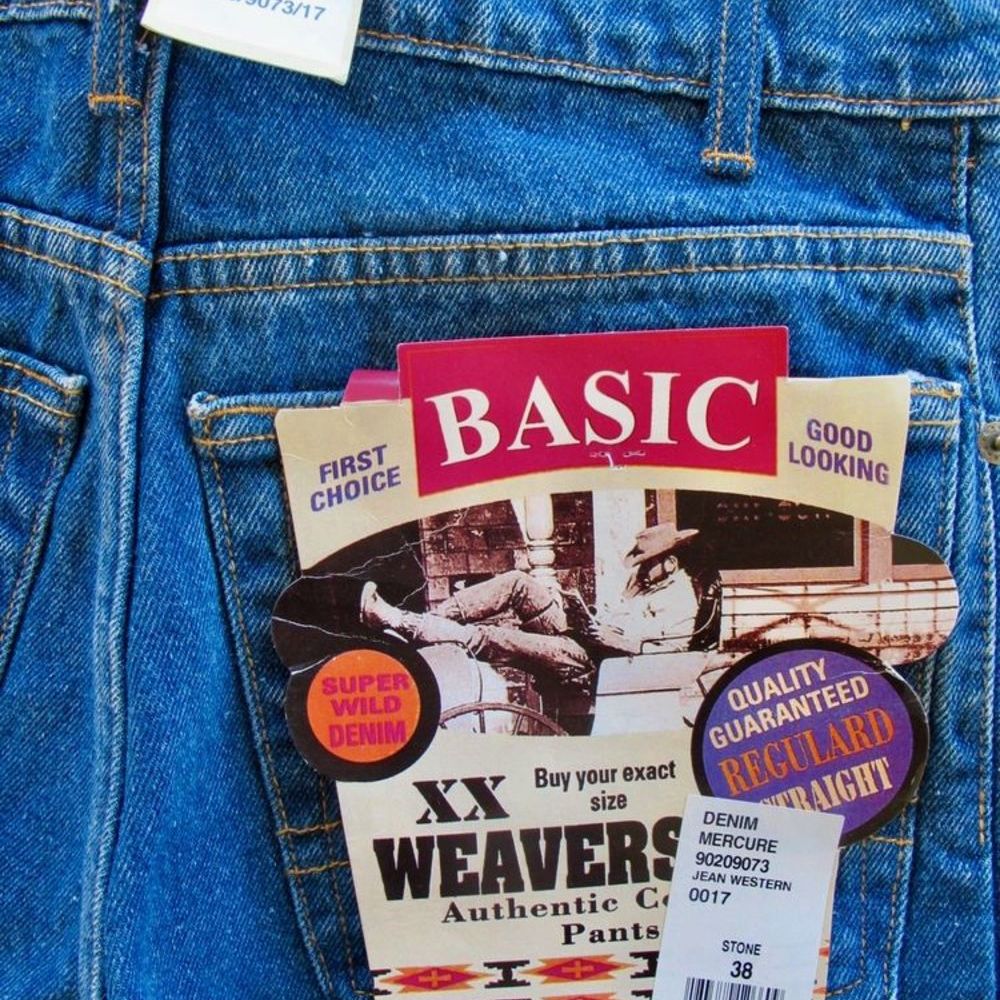 9073/17
BASIC
FIRST
CHOICE
GOOD
LOOKING
SUPER
WILD
DENIM
QUALITY
GUARANTEED
REGULARD
STRAIGHT
XX
Buy your exact
size
WEAVERS
Authentic
Pants
DENIM
MERCURE
90209073
JEAN WESTERN
0017
STONE
38